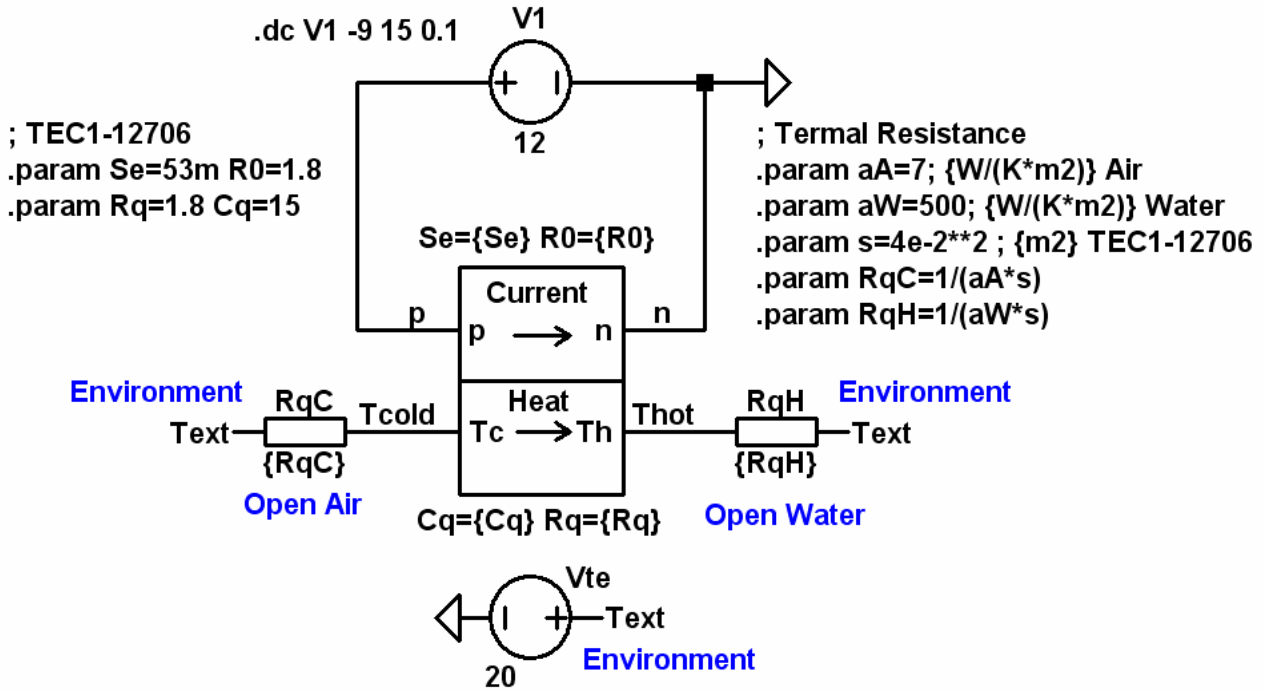 .dc V1 -9 15 0.1
V1
+
12
; TEC1-12706
.param Se=53m R0=1.8
.param Rq=1.8 Cq=15
; Termal Resistance
.param aA=7; {W/(K*m2)} Air
.param aW=500; {W/(K*m2)} Water
.param s=4e-2**2 ; {m2} TEC1-12706
.param RqC=1/(aA*s)
.param RqH=1/(aW*s)
Se={Se} R0={R0}
Current
p
p
n
n
Environment
RqC
Text
{RqC}
Tcold
Open Air
Heat
Tc
Th
Thot
RqH
Environment
Text
{RqH}
Open Water
Cq={Cq} Rq={Rq}
Vte
+
Text
20
Environment